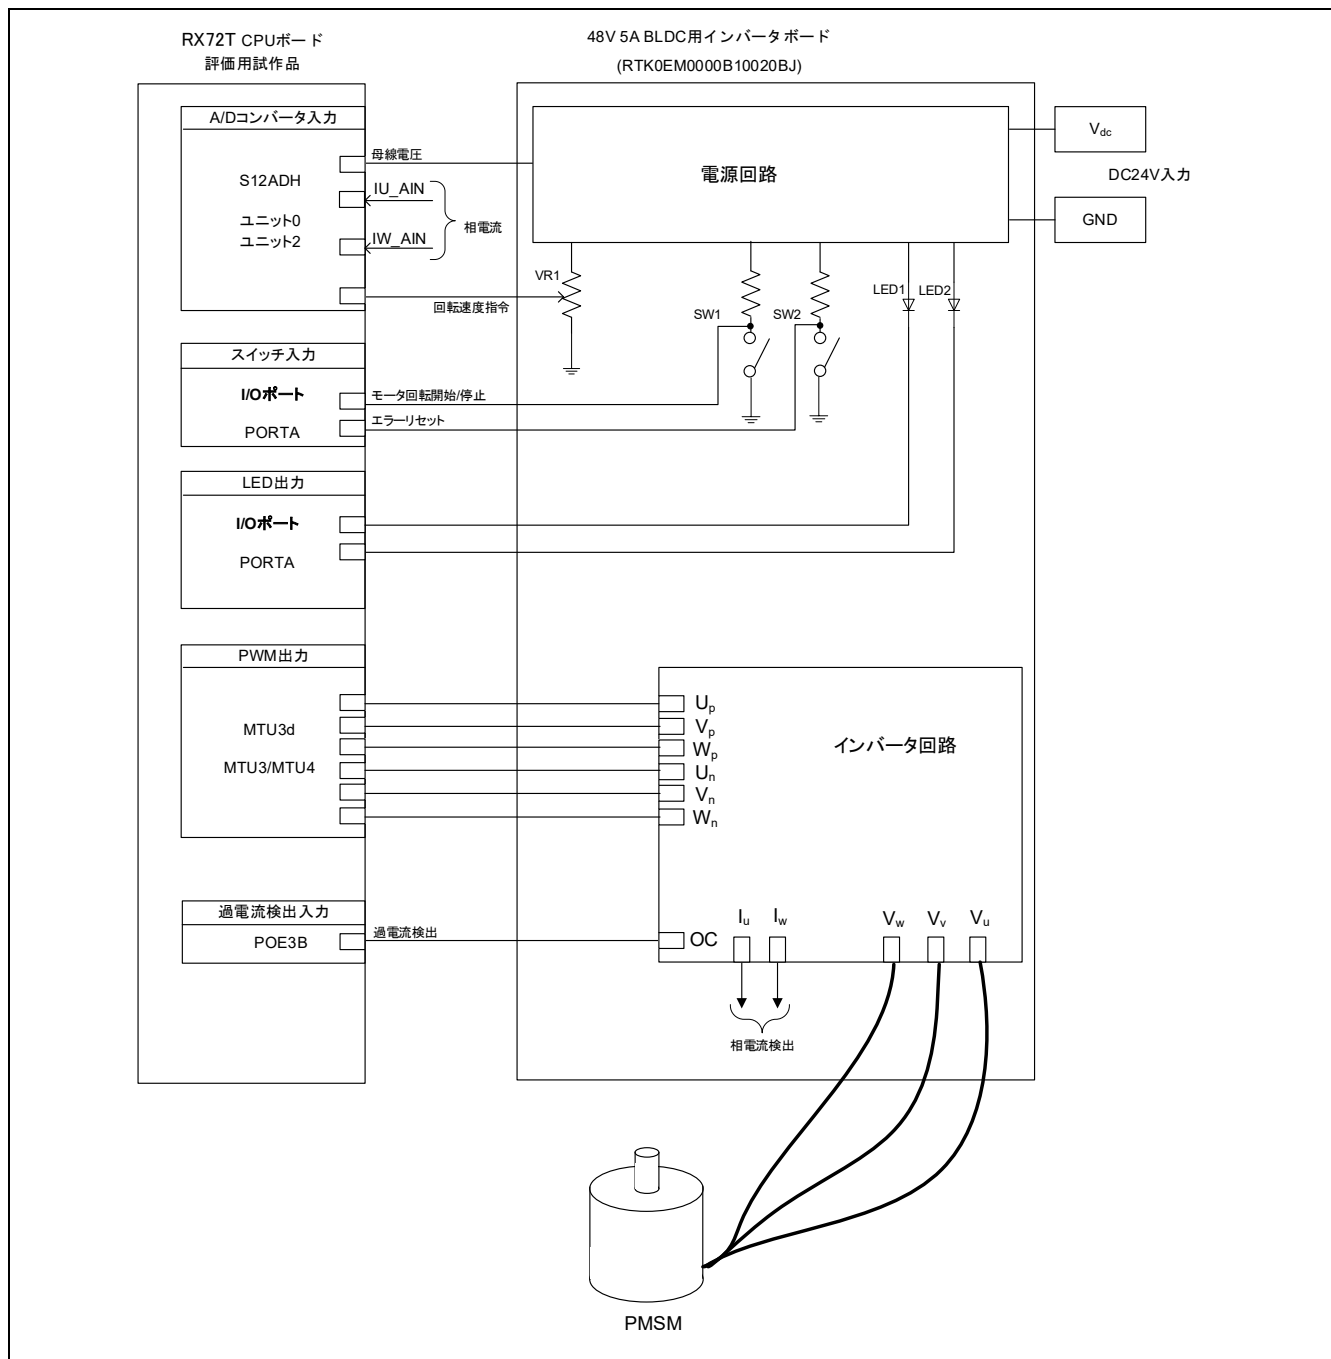 RX72T CPUボード
評価用試作品
48V 5A BLDC用インバータボード
(RTK0EM0000B10020BJ)
A/Dコンバータ入力
S12ADH
ユニット0
ユニット2
母線電圧
IU_AIN
IW_AIN
相電流
回転速度指令
電源回路
Vdc
DC24V入力
GND
VR1
SW1
SW2
LED1
LED2
スイッチ入力
I/Oポート
PORTA
モータ回転開始/停止
エラーリセット
LED出力
I/Oポート
PORTA
PWM出力
MTU3d
MTU3/MTU4
Up
Vp
Wp
Un
Vn
Wn
インバータ回路
過電流検出入力
POE3B
過電流検出
OC
Iu
Iw
Vw
Vv
Vu
相電流検出
PMSM